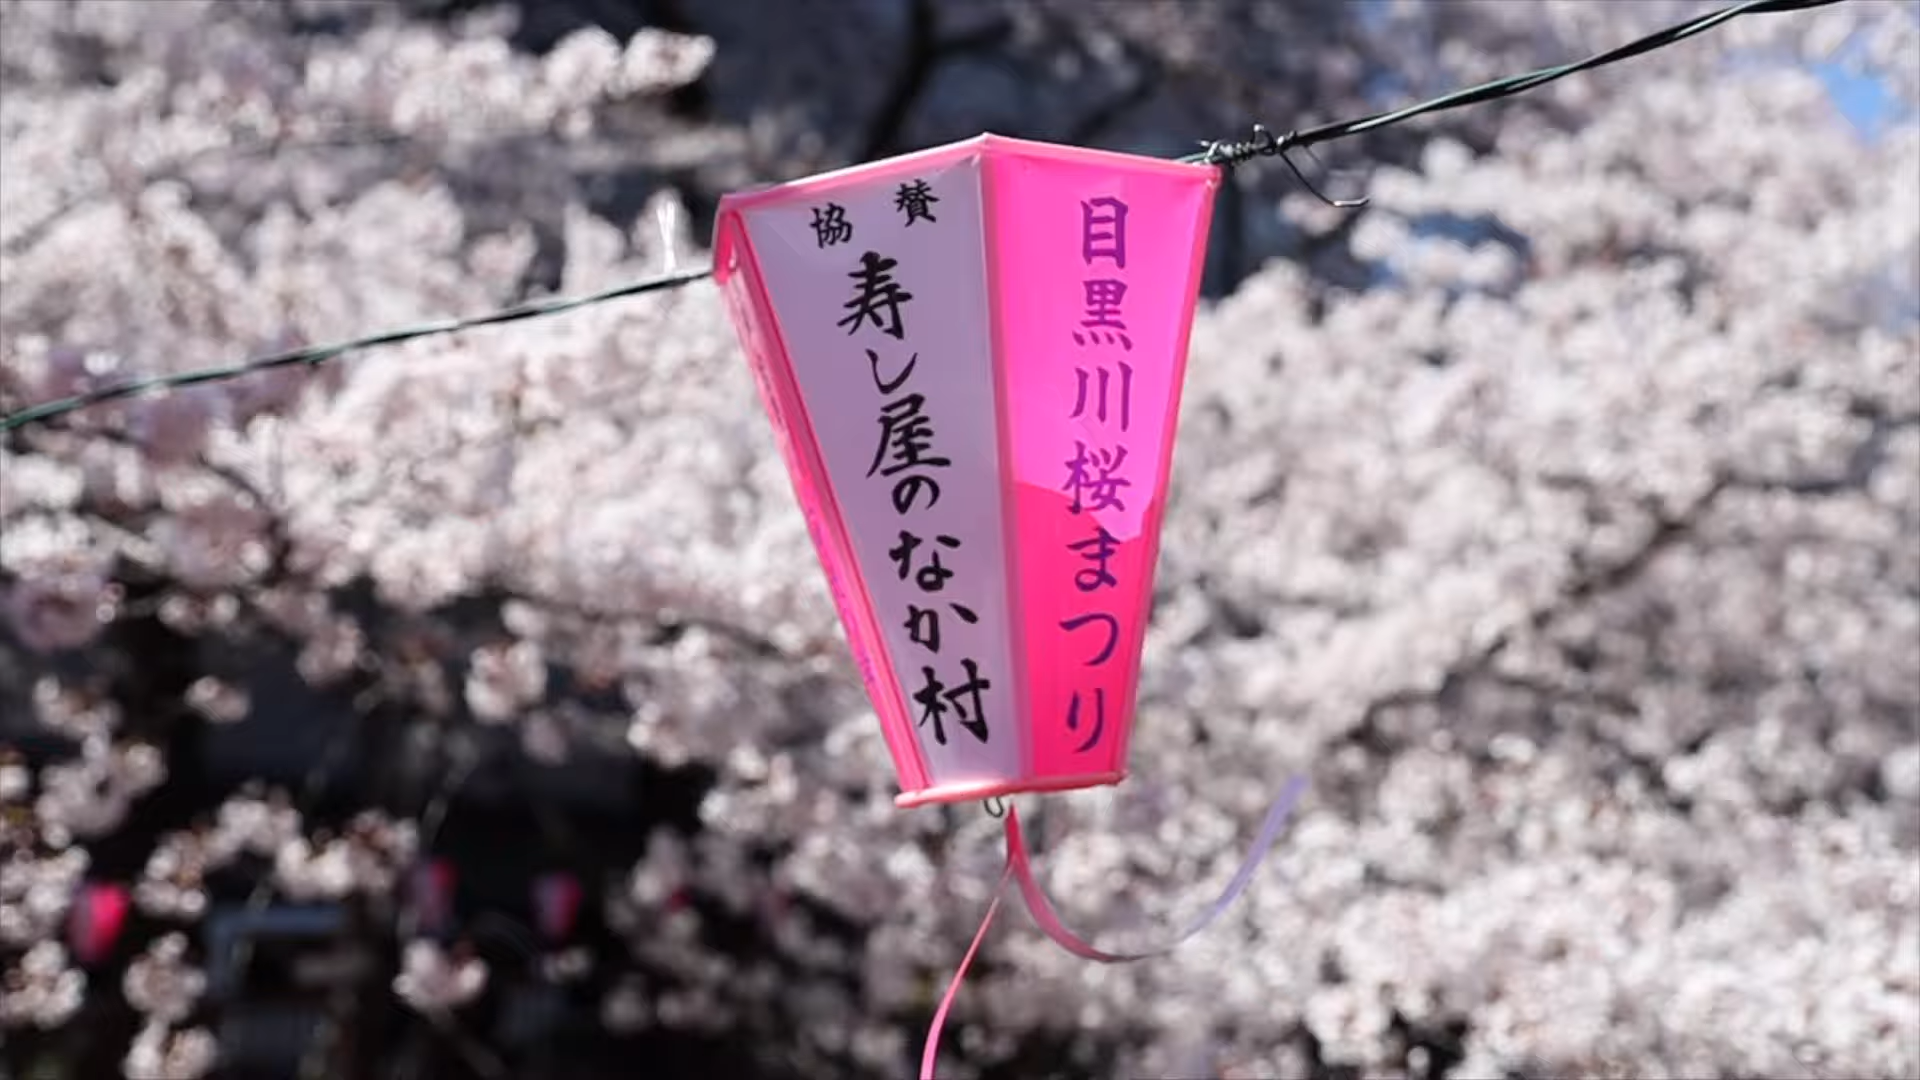 目黒川桜まつり
協賛
寿し屋のなか村